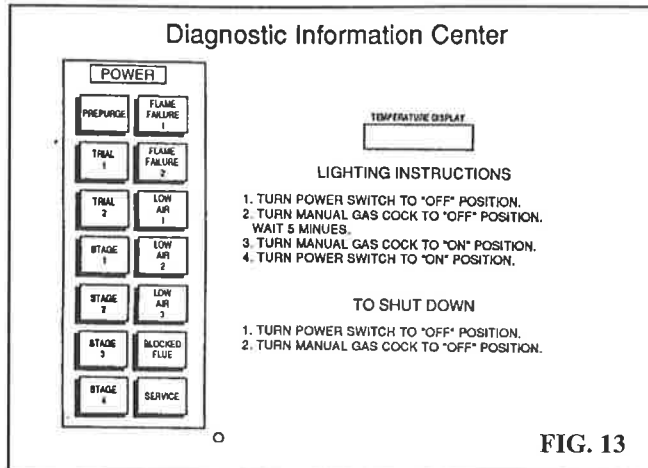 Diagnostic Information Center
POWER
PREPURGE
FLAME
FAILURE
1
TRIAL
1
FLAME
FAILURE
2
TRIAL
2
LOW
AIR
1
STAGE
1
LOW
AIR
2
STAGE
2
LOW
AIR
3
STAGE
3
BLOCKED
FLUE
STAGE
4
SERVICE
TEMPERATURE DISPLAY
LIGHTING INSTRUCTIONS
1. TURN POWER SWITCH TO "OFF" POSITION.
2. TURN MANUAL GAS COCK TO "OFF" POSITION.
WAIT 5 MINUES.
3. TURN MANUAL GAS COCK TO "ON" POSITION.
4. TURN POWER SWITCH TO "ON" POSITION.
TO SHUT DOWN
1. TURN POWER SWITCH TO "OFF" POSITION.
2. TURN MANUAL GAS COCK TO "OFF" POSITION.
FIG. 13